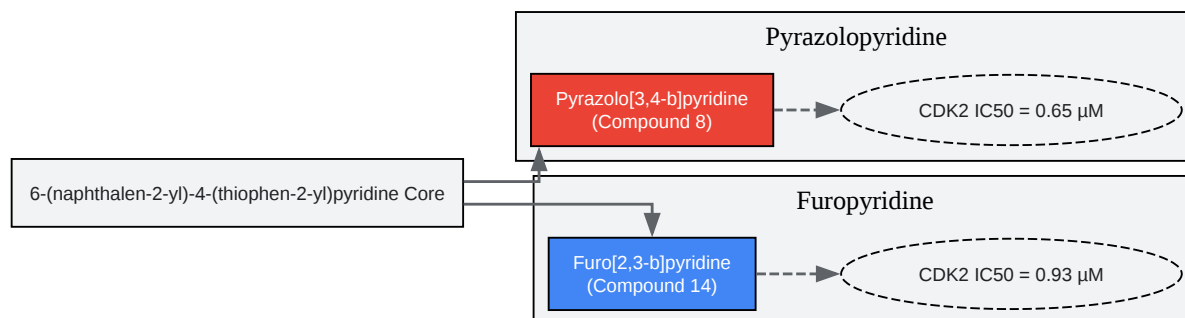 Pyrazolopyridine
Pyrazolo[3,4-b]pyridine
(Compound 8)
CDK2 IC50 = 0.65 µM
6-(naphthalen-2-yl)-4-(thiophen-2-yl)pyridine Core
Furopyridine
Furo[2,3-b]pyridine
(Compound 14)
CDK2 IC50 = 0.93 µM